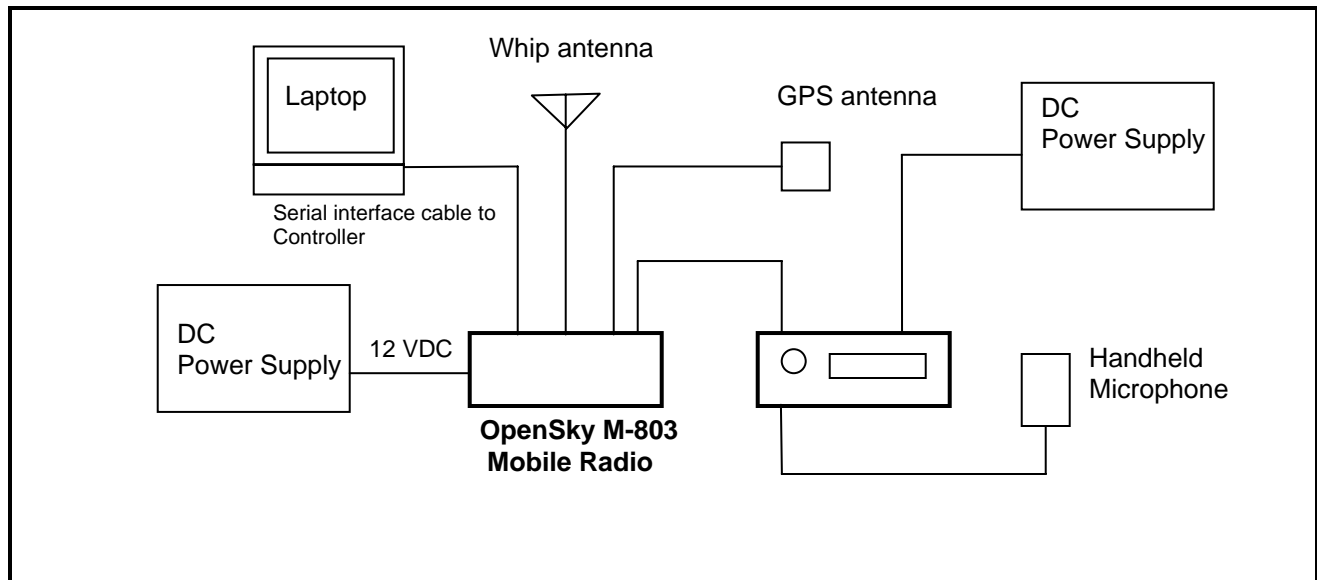 Whip antenna
Laptop
GPS antenna
DC
Power Supply
Serial interface cable to
Controller
DC
Power Supply
12 VDC
Handheld
Microphone
OpenSky M-803
Mobile Radio